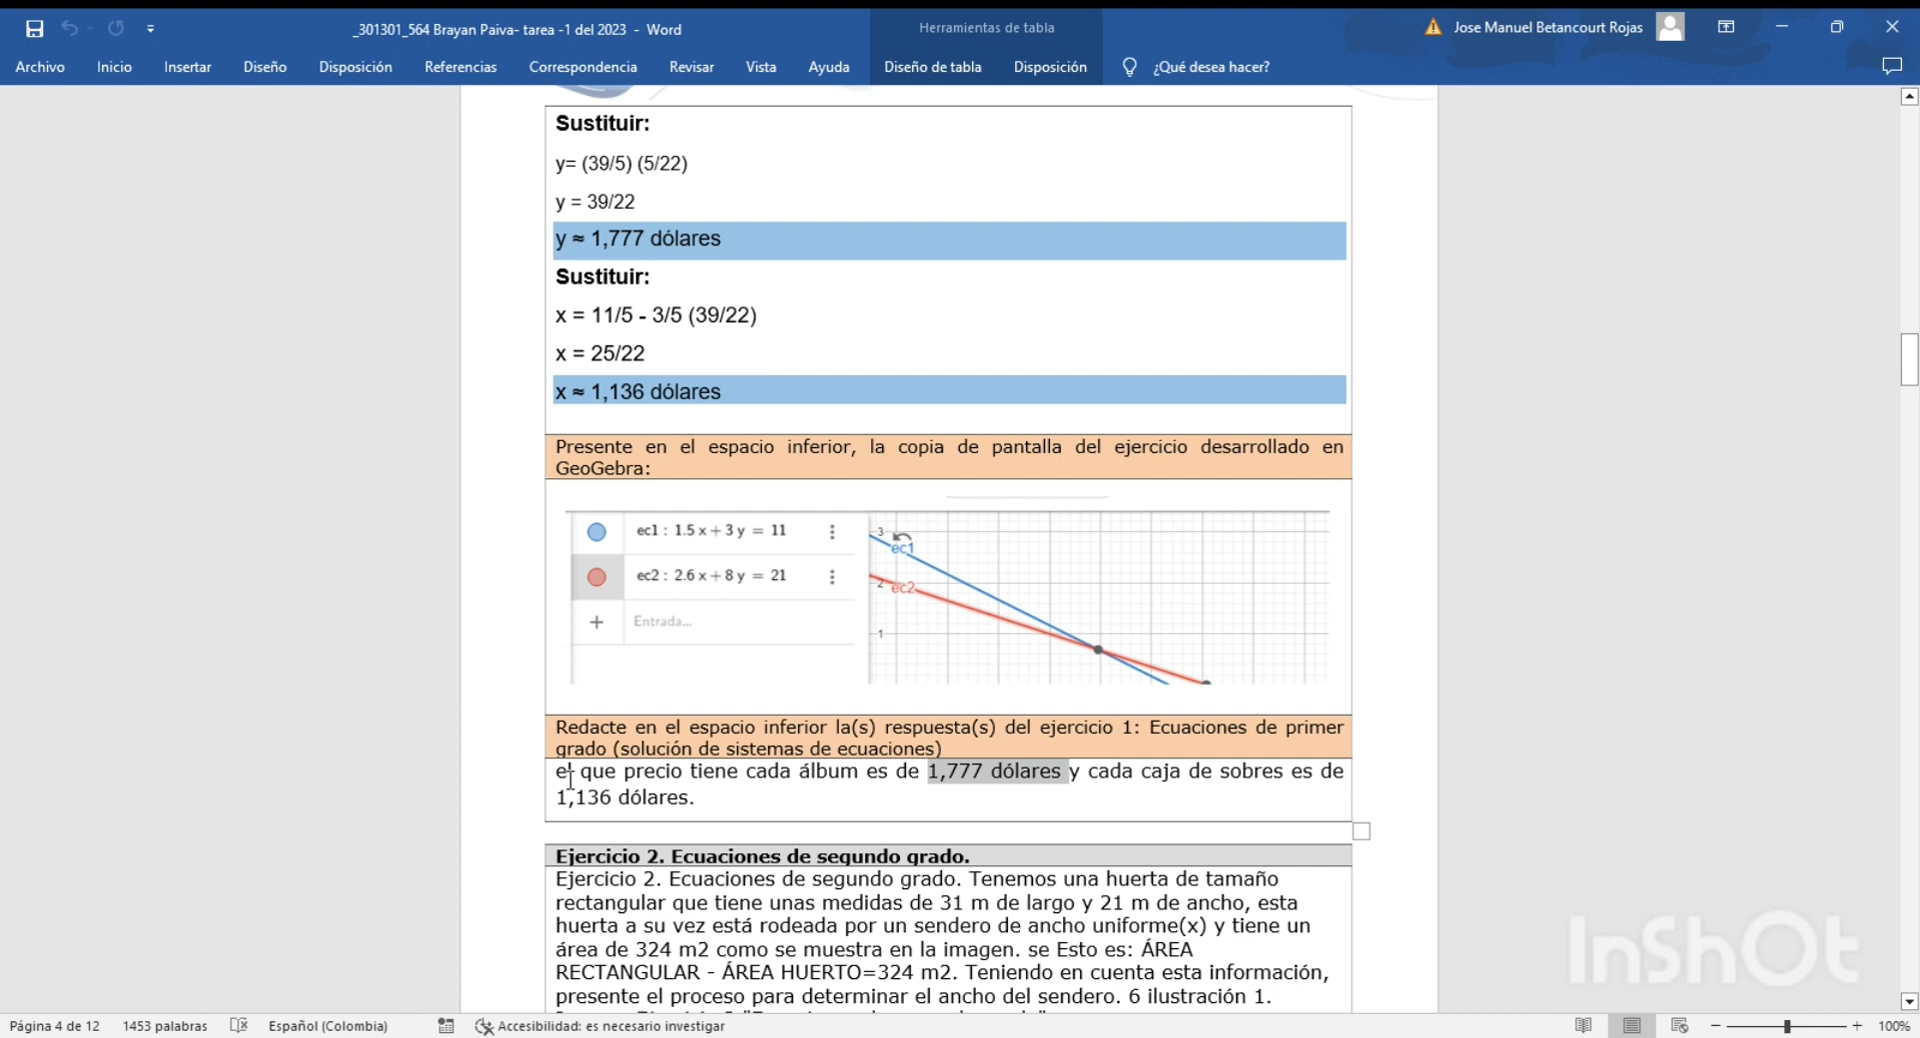 _301301_564 Brayan Paiva- tarea -1 del 2023 - Word
Herramientas de tabla
Jose Manuel Betancourt Rojas
Archivo Inicio Insertar Diseño Disposición Referencias Correspondencia Revisar Vista Ayuda Diseño de tabla Disposición ¿Qué desea hacer?
Sustituir:
y= (39/5) (5/22)
y = 39/22
y ≈ 1,777 dólares
Sustituir:
x = 11/5 - 3/5 (39/22)
x = 25/22
x ≈ 1,136 dólares
Presente en el espacio inferior, la copia de pantalla del ejercicio desarrollado en
GeoGebra:
ec1 : 1.5 x + 3 y = 11
ec2 : 2.6 x + 8 y = 21
Entrada...
3
ec1
2
ec2
1
Redacte en el espacio inferior la(s) respuesta(s) del ejercicio 1: Ecuaciones de primer
grado (solución de sistemas de ecuaciones)
el que precio tiene cada álbum es de 1,777 dólares y cada caja de sobres es de
1,136 dólares.
Ejercicio 2. Ecuaciones de segundo grado.
Ejercicio 2. Ecuaciones de segundo grado. Tenemos una huerta de tamaño
rectangular que tiene unas medidas de 31 m de largo y 21 m de ancho, esta
huerta a su vez está rodeada por un sendero de ancho uniforme(x) y tiene un
área de 324 m2 como se muestra en la imagen. se Esto es: ÁREA
RECTANGULAR - ÁREA HUERTO=324 m2. Teniendo en cuenta esta información,
presente el proceso para determinar el ancho del sendero. 6 ilustración 1.
InShOt
Página 4 de 12 1453 palabras Español (Colombia) Accesibilidad: es necesario investigar 100%